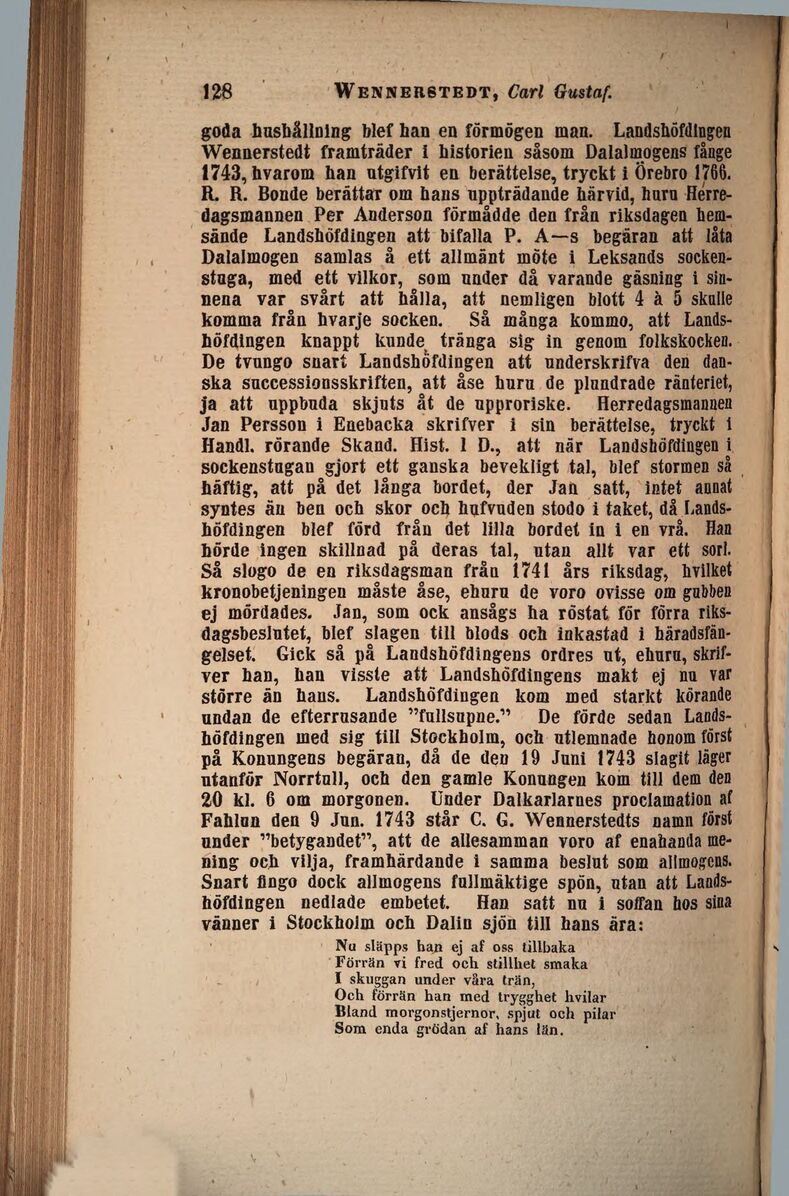 128 WENNERSTEDT, Carl Gustaf.
goda hushållning blef han en förmögen man. Landshöfdingen
Wennerstedt framträder i historien såsom Dalalmogens fånge
1743, hvarom han utgifvit en berättelse, tryckt i Örebro 1766.
R. R. Bonde berättar om hans uppträdande härvid, huru Herre-
dagsmannen Per Anderson förmådde den från riksdagen hem-
sände Landshöfdingen att bifalla P. A—s begäran att låta
Dalalmogen samlas å ett allmänt möte i Leksands socken-
stuga, med ett vilkor, som under då varande gäsning i sin-
nena var svårt att hålla, att nemligen blott 4 à 5 skulle
komma från hvarje socken. Så många kommo, att Lands-
höfdingen knappt kunde tränga sig in genom folkskocken.
De tvungo snart Landshöfdingen att underskrifva den dan-
ska successionsskriften, att åse huru de plundrade ränteriet,
ja att uppbuda skjuts åt de upproriske. Herredagsmannen
Jan Persson i Enebacka skrifver i sin berättelse, tryckt i
Handl. rörande Skand. Hist. 1 D., att när Landshöfdingen i
sockenstugan gjort ett ganska bevekligt tal, blef stormen så
häftig, att på det långa bordet, der Jan satt, intet annat
syntes än ben och skor och hufvuden stodo i taket, då Lands-
höfdingen blef förd från det lilla bordet in i en vrå. Han
hörde ingen skillnad på deras tal, utan allt var ett sorl.
Så slogo de en riksdagsman från 1741 års riksdag, hvilket
kronobetjeningen måste åse, ehuru de voro ovisse om gubben
ej mördades. Jan, som ock ansågs ha röstat för förra riks-
dagsbeslutet, blef slagen till blods och inkastad i häradsfän-
gelset. Gick så på Landshöfdingens ordres ut, ehuru, skrif-
ver han, han visste att Landshöfdingens makt ej nu var
större än hans. Landshöfdingen kom med starkt körande
undan de efterrusande ”fullsupne.” De förde sedan Lands-
höfdingen med sig till Stockholm, och utlemnade honom först
på Konungens begäran, då de den 19 Juni 1743 slagit läger
utanför Norrtull, och den gamle Konungen kom till dem den
20 kl. 6 om morgonen. Under Dalkarlarnes proclamation af
Fahlun den 9 Jun. 1743 står C. G. Wennerstedts namn först
under ”betygandet”, att de allesamman voro af enahanda me-
ning och vilja, framhärdande i samma beslut som allmogens.
Snart fingo dock allmogens fullmäktige spön, utan att Lands-
höfdingen nedlade embetet. Han satt nu i soffan hos sina
vänner i Stockholm och Dalin sjön till hans ära:
Nu släpps han ej af oss tillbaka
Förrän vi fred och stillhet smaka
I skuggan under våra trän,
Och förrän han med trygghet hvilar
Bland morgonstjernor, spjut och pilar
Som enda grödan af hans län.